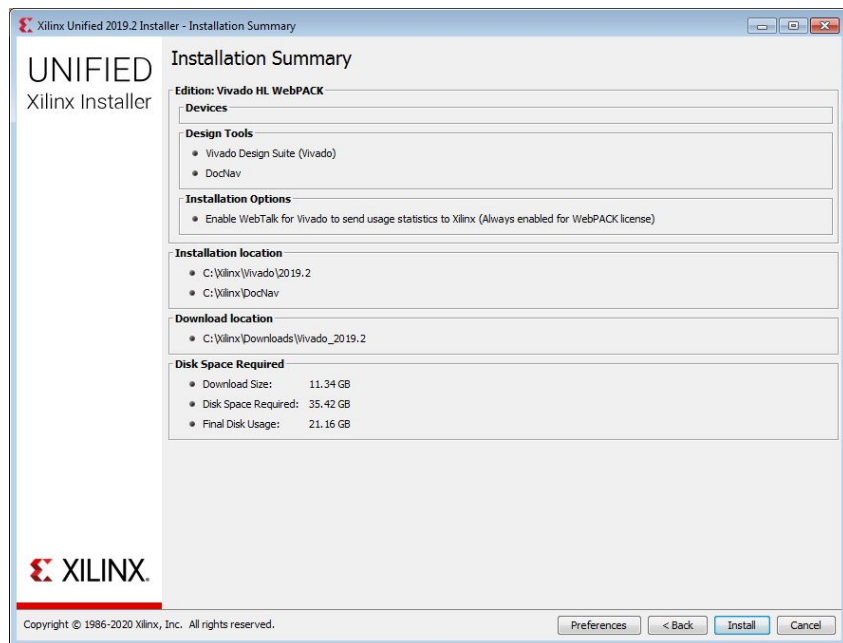 Xilinx Unified 2019.2 Installer - Installation Summary
UNIFIED
Xilinx Installer
Installation Summary
Edition: Vivado HL WebPACK
Devices
Design Tools
Vivado Design Suite (Vivado)
DocNav
Installation Options
Enable WebTalk for Vivado to send usage statistics to Xilinx (Always enabled for WebPACK license)
Installation location
C:\Xilinx\Vivado\2019.2
C:\Xilinx\DocNav
Download location
C:\Xilinx\Downloads\Vivado_2019.2
Disk Space Required
Download Size: 11.34 GB
Disk Space Required: 35.42 GB
Final Disk Usage: 21.16 GB
XILINX.
Copyright © 1986-2020 Xilinx, Inc. All rights reserved.
Preferences < Back Install Cancel